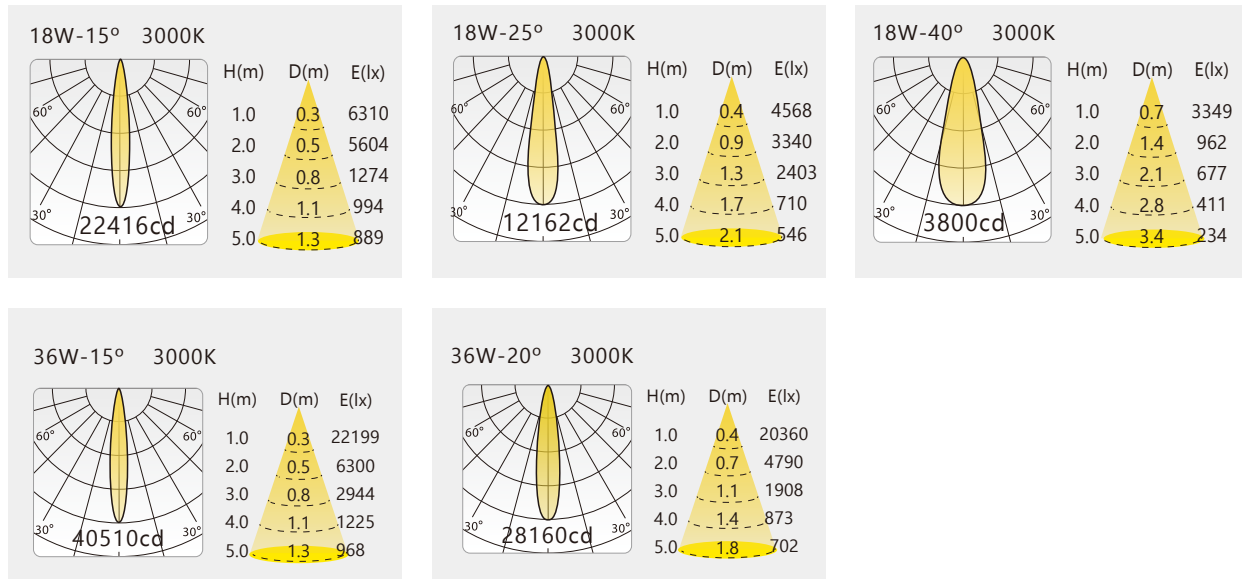 18W-15º 3000K
H(m) D(m) E(lx)
60° 60°
1.0 0.3 6310
2.0 0.5 5604
3.0 0.8 1274
4.0 1.1 994
30° 30°
22416cd
5.0 1.3 889
18W-25º 3000K
H(m) D(m) E(lx)
60° 60°
1.0 0.4 4568
2.0 0.9 3340
3.0 1.3 2403
4.0 1.7 710
30° 30°
12162cd
5.0 2.1 546
18W-40º 3000K
H(m) D(m) E(lx)
60° 60°
1.0 0.7 3349
2.0 1.4 962
3.0 2.1 677
4.0 2.8 411
30° 30°
3800cd
5.0 3.4 234
36W-15º 3000K
H(m) D(m) E(lx)
60° 60°
1.0 0.3 22199
2.0 0.5 6300
3.0 0.8 2944
4.0 1.1 1225
30° 30°
40510cd
5.0 1.3 968
36W-20º 3000K
H(m) D(m) E(lx)
60° 60°
1.0 0.4 20360
2.0 0.7 4790
3.0 1.1 1908
4.0 1.4 873
30° 30°
28160cd
5.0 1.8 702